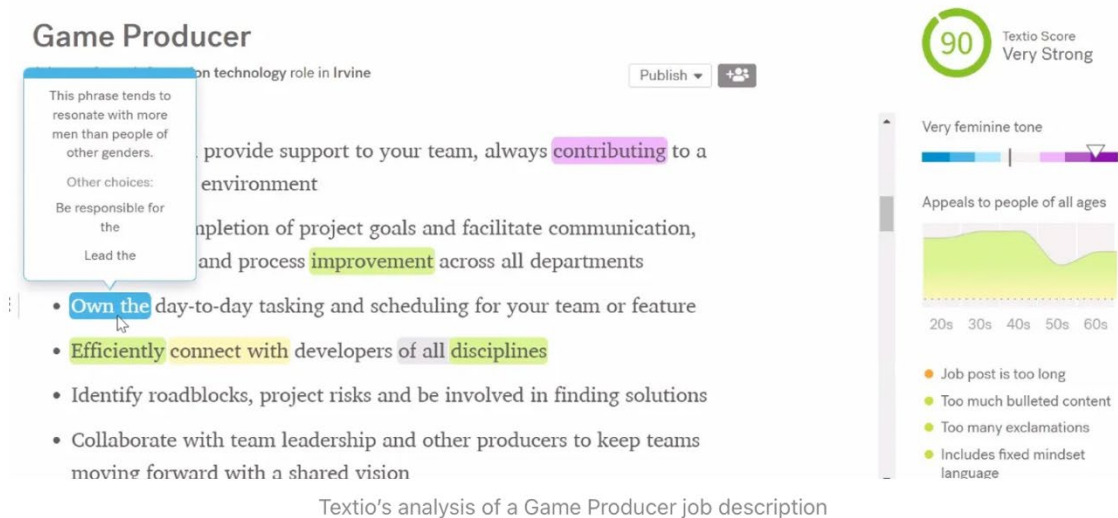 Game Producer
on technology role in Irvine
Publish
This phrase tends to
resonate with more
men than people of
other genders.
Other choices:
Be responsible for
the
Lead the
provide support to your team, always contributing to a
environment
completion of project goals and facilitate communication,
and process improvement across all departments
• Own the day-to-day tasking and scheduling for your team or feature
• Efficiently connect with developers of all disciplines
• Identify roadblocks, project risks and be involved in finding solutions
• Collaborate with team leadership and other producers to keep teams
moving forward with a shared vision
90
Textio Score
Very Strong
Very feminine tone
Appeals to people of all ages
20s 30s 40s 50s 60s
Job post is too long
Too much bulleted content
Too many exclamations
Includes fixed mindset
language
Textio's analysis of a Game Producer job description